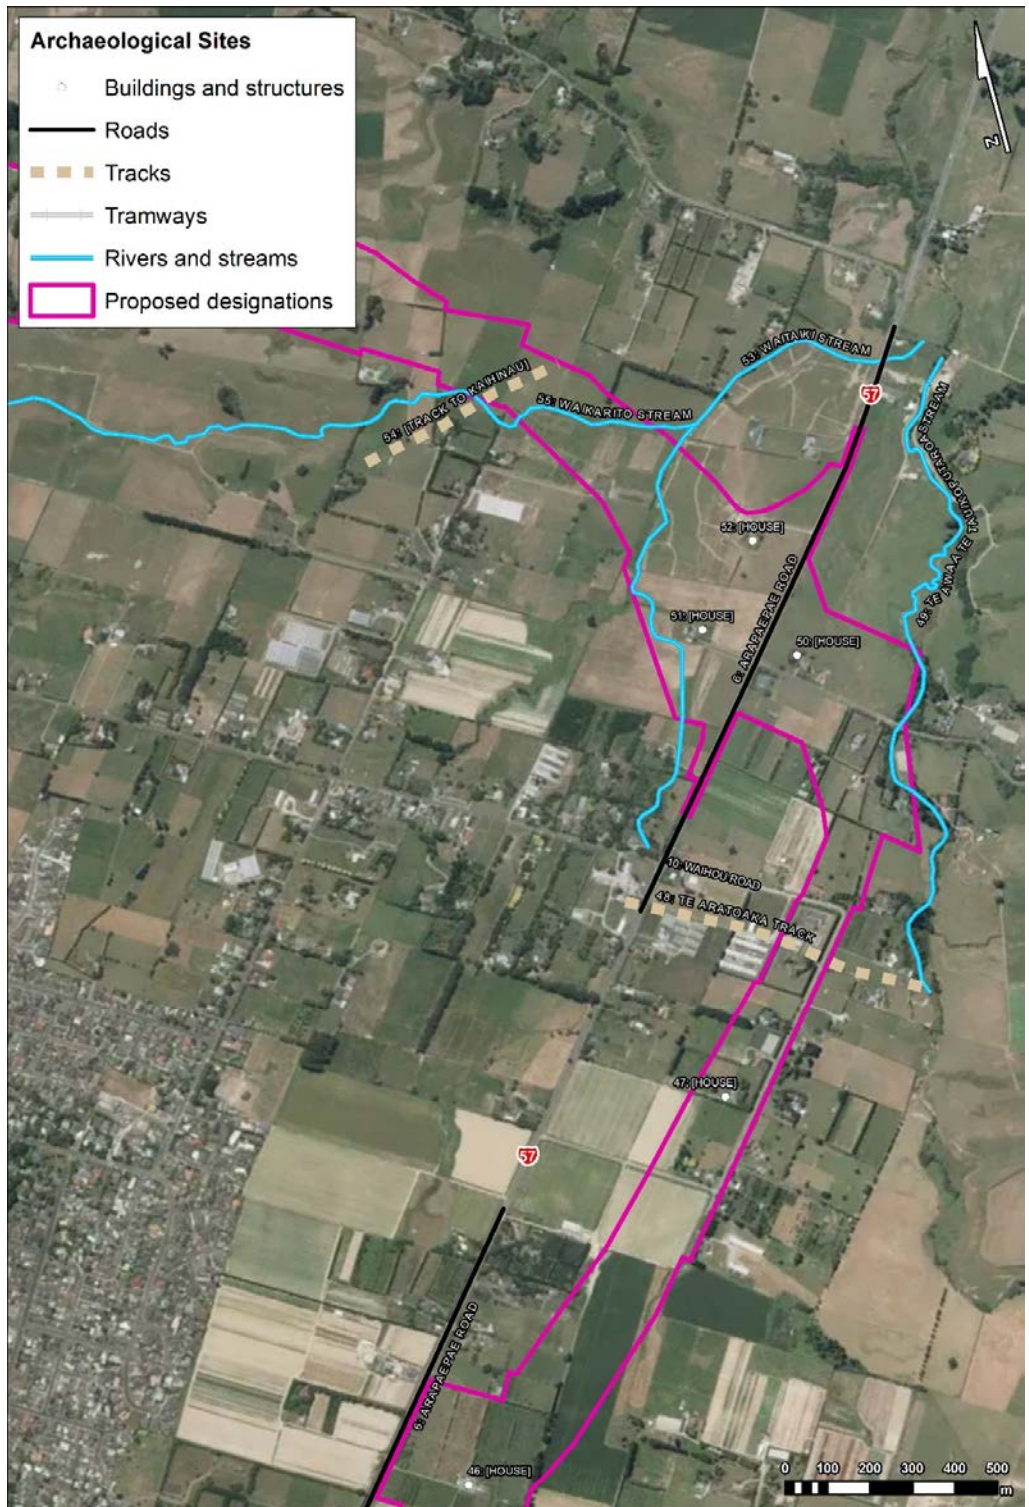 Archaeological Sites
Buildings and structures
Roads
Tracks
Tramways
Rivers and streams
Proposed designations
N
53: WAITAIKI STREAM
54: [TRACK TO KAIHINAU]
57
55: WAIKARITO STREAM
49: TE AWAA TE TAUKOPUTAROA STREAM
52: [HOUSE]
51: [HOUSE]
6: ARAPAEPAE ROAD
50: [HOUSE]
10: WAIHOU ROAD
48: TE ARATOAKA TRACK
47: [HOUSE]
57
6: ARAPAEPAE ROAD
46: [HOUSE]
0 100 200 300 400 500
m